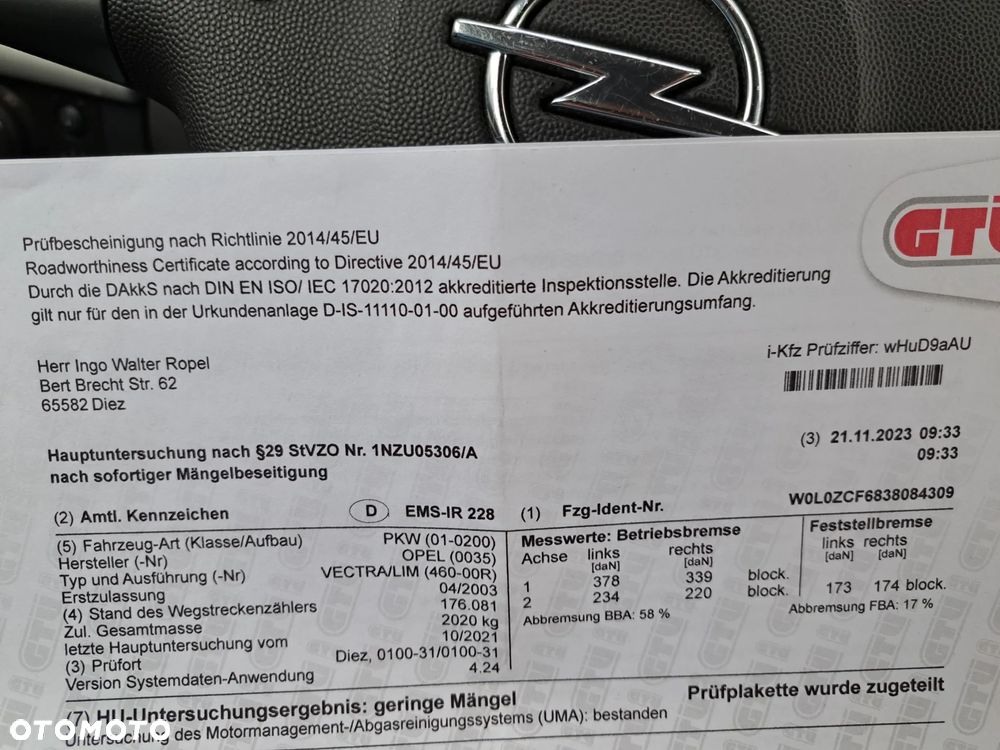 GTÜ
Prüfbescheinigung nach Richtlinie 2014/45/EU
Roadworthiness Certificate according to Directive 2014/45/EU
Durch die DAkkS nach DIN EN ISO/ IEC 17020:2012 akkreditierte Inspektionsstelle. Die Akkreditierung
gilt nur für den in der Urkundenanlage D-IS-11110-01-00 aufgeführten Akkreditierungsumfang.
i-Kfz Prüfziffer: wHuD9aAU
Herr Ingo Walter Ropel
Bert Brecht Str. 62
65582 Diez
(3) 21.11.2023 09:33
09:33
Hauptuntersuchung nach §29 StVZO Nr. 1NZU05306/A
nach sofortiger Mängelbeseitigung
(2) Amtl. Kennzeichen D EMS-IR 228 (1) Fzg-Ident-Nr. W0L0ZCF6838084309
(5) Fahrzeug-Art (Klasse/Aufbau) PKW (01-0200)
Hersteller (-Nr) OPEL (0035)
Typ und Ausführung (-Nr) VECTRA/LIM (460-00R)
Erstzulassung 04/2003
(4) Stand des Wegstreckenzählers 176.081
Zul. Gesamtmasse 2020 kg
letzte Hauptuntersuchung vom 10/2021
(3) Prüfort Diez, 0100-31/0100-31
Version Systemdaten-Anwendung 4.24
Messwerte: Betriebsbremse
Achse links rechts
[daN] [daN]
1 378 339 block.
2 234 220 block.
Abbremsung BBA: 58 %
Feststellbremse
links rechts
[daN] [daN]
173 174 block.
Abbremsung FBA: 17 %
(7) HU-Untersuchungsergebnis: geringe Mängel Prüfplakette wurde zugeteilt
Untersuchung des Motormanagement-/Abgasreinigungssystems (UMA): bestanden
OTOMOTO